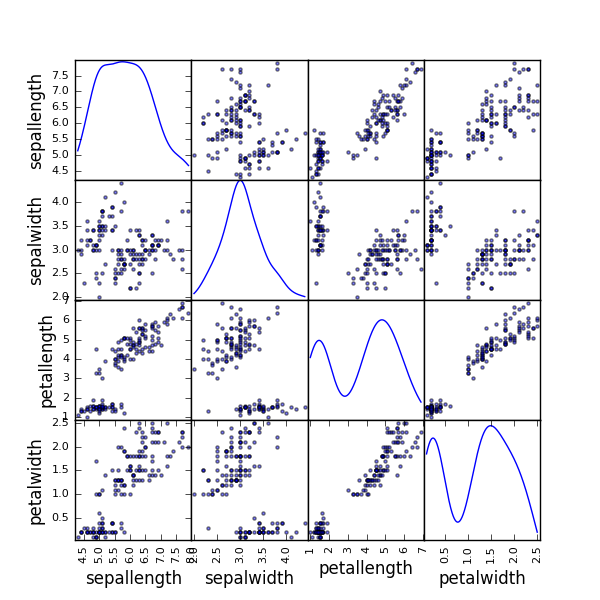 sepallength
7.5
7.0
6.5
6.0
5.5
5.0
4.5
sepalwidth
4.0
3.5
3.0
2.5
2.0
petallength
7
6
5
4
3
2
1
petalwidth
2.5
2.0
1.5
1.0
0.5
4.5 5.0 5.5 6.0 6.5 7.0 7.5 8.0
2.0 2.5 3.0 3.5 4.0
1 2 3 4 5 6 7
0.5 1.0 1.5 2.0 2.5
sepallength sepalwidth petallength petalwidth